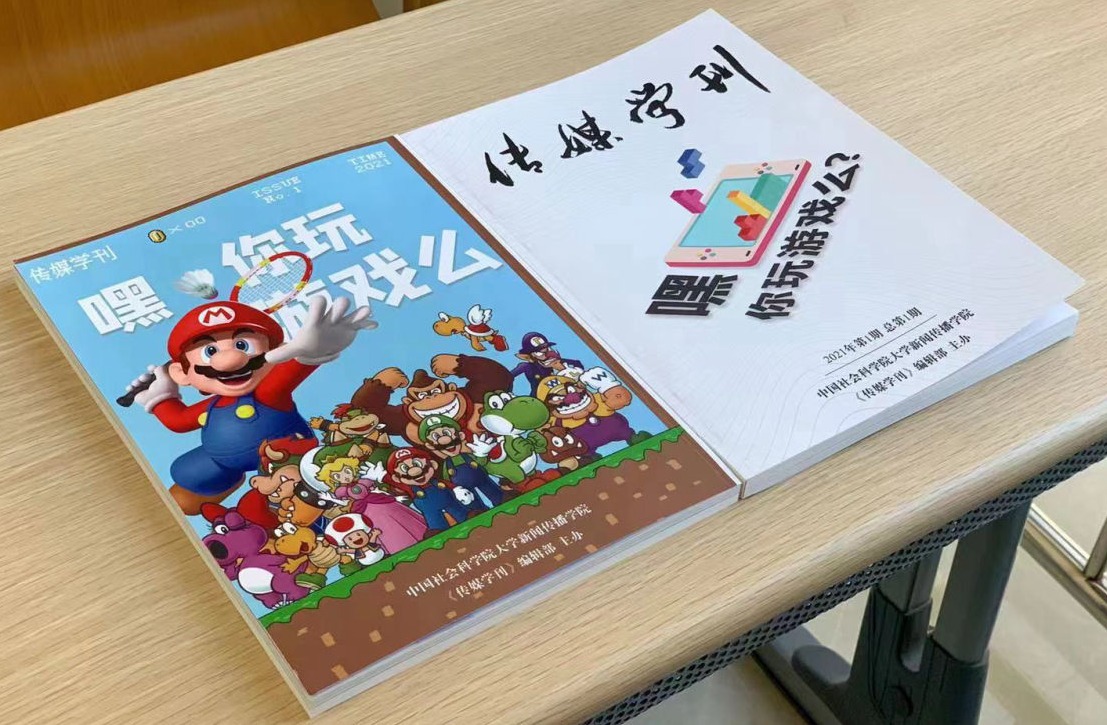 TIME
2021
ISSUE
No.1
×00
传媒学刊
嘿 你玩
游戏么
M
W
中国社会科学院大学新闻传播学院
《传媒学刊》编辑部 主办
传媒学刊
嘿
你玩游戏么?
2021年第1期 总第1期
中国社会科学院大学新闻传播学院
《传媒学刊》编辑部 主办